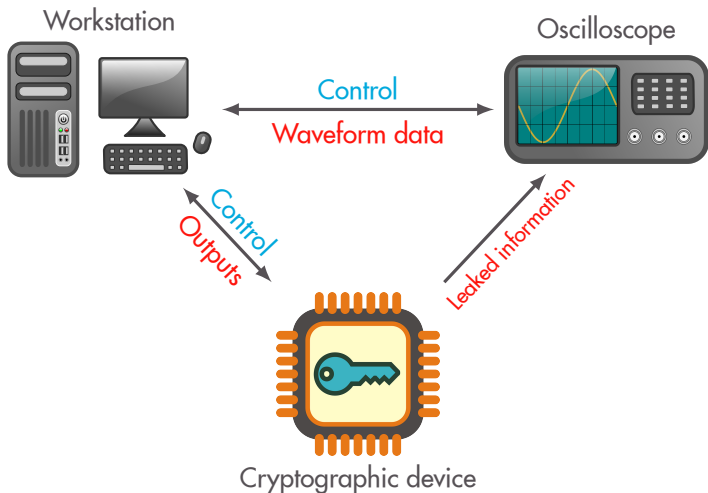 Workstation
Oscilloscope
Control
Waveform data
Control
Outputs
Leaked information
Cryptographic device